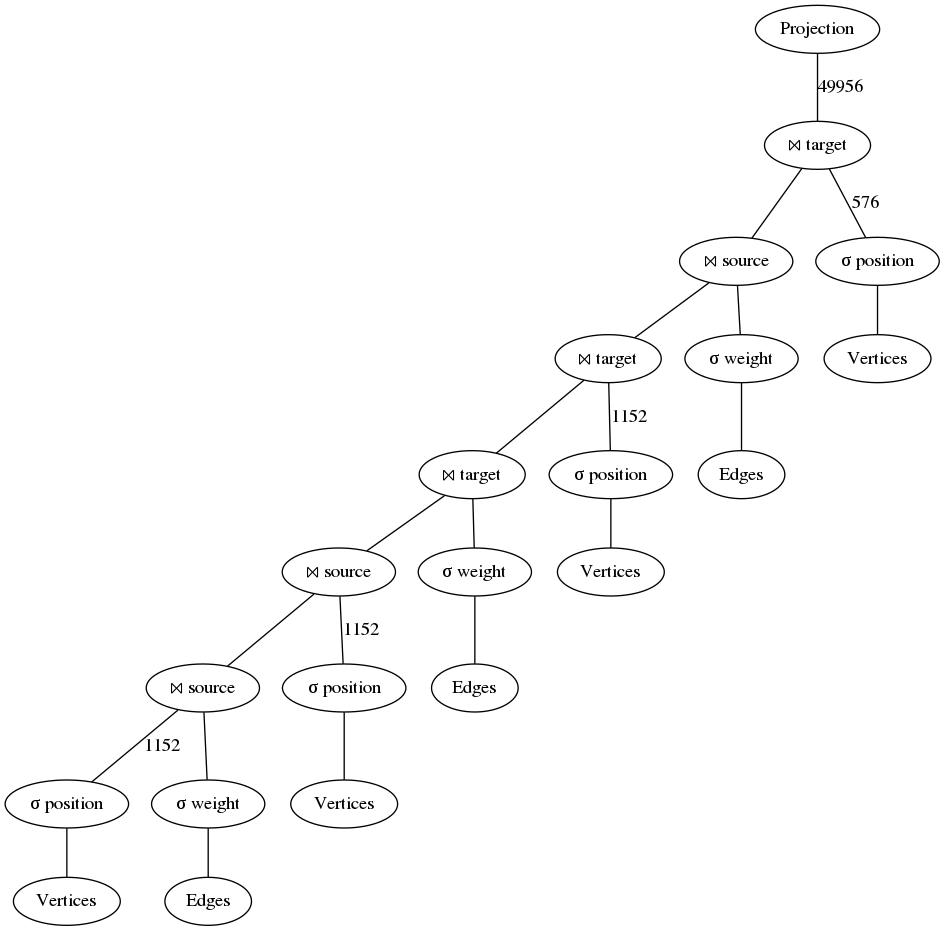 Projection
49956
⋈ target
576
⋈ source
σ position
⋈ target
σ weight
Vertices
1152
⋈ target
σ position
Edges
⋈ source
σ weight
Vertices
1152
⋈ source
σ position
Edges
1152
σ position
σ weight
Vertices
Vertices
Edges